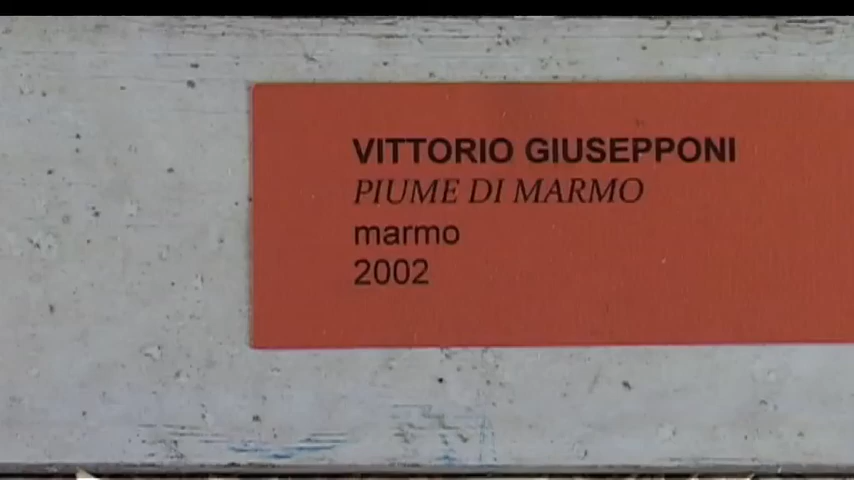 VITTORIO GIUSEPPONI
PIUME DI MARMO
marmo
2002